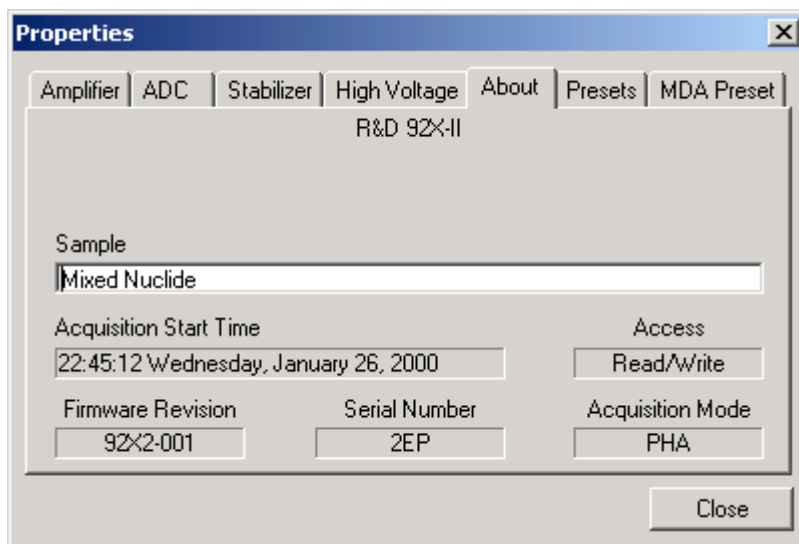 Properties
Amplifier ADC Stabilizer High Voltage About Presets MDA Preset
R&D 92X-II
Sample
Mixed Nuclide
Acquisition Start Time Access
22:45:12 Wednesday, January 26, 2000 Read/Write
Firmware Revision Serial Number Acquisition Mode
92X2-001 2EP PHA
Close